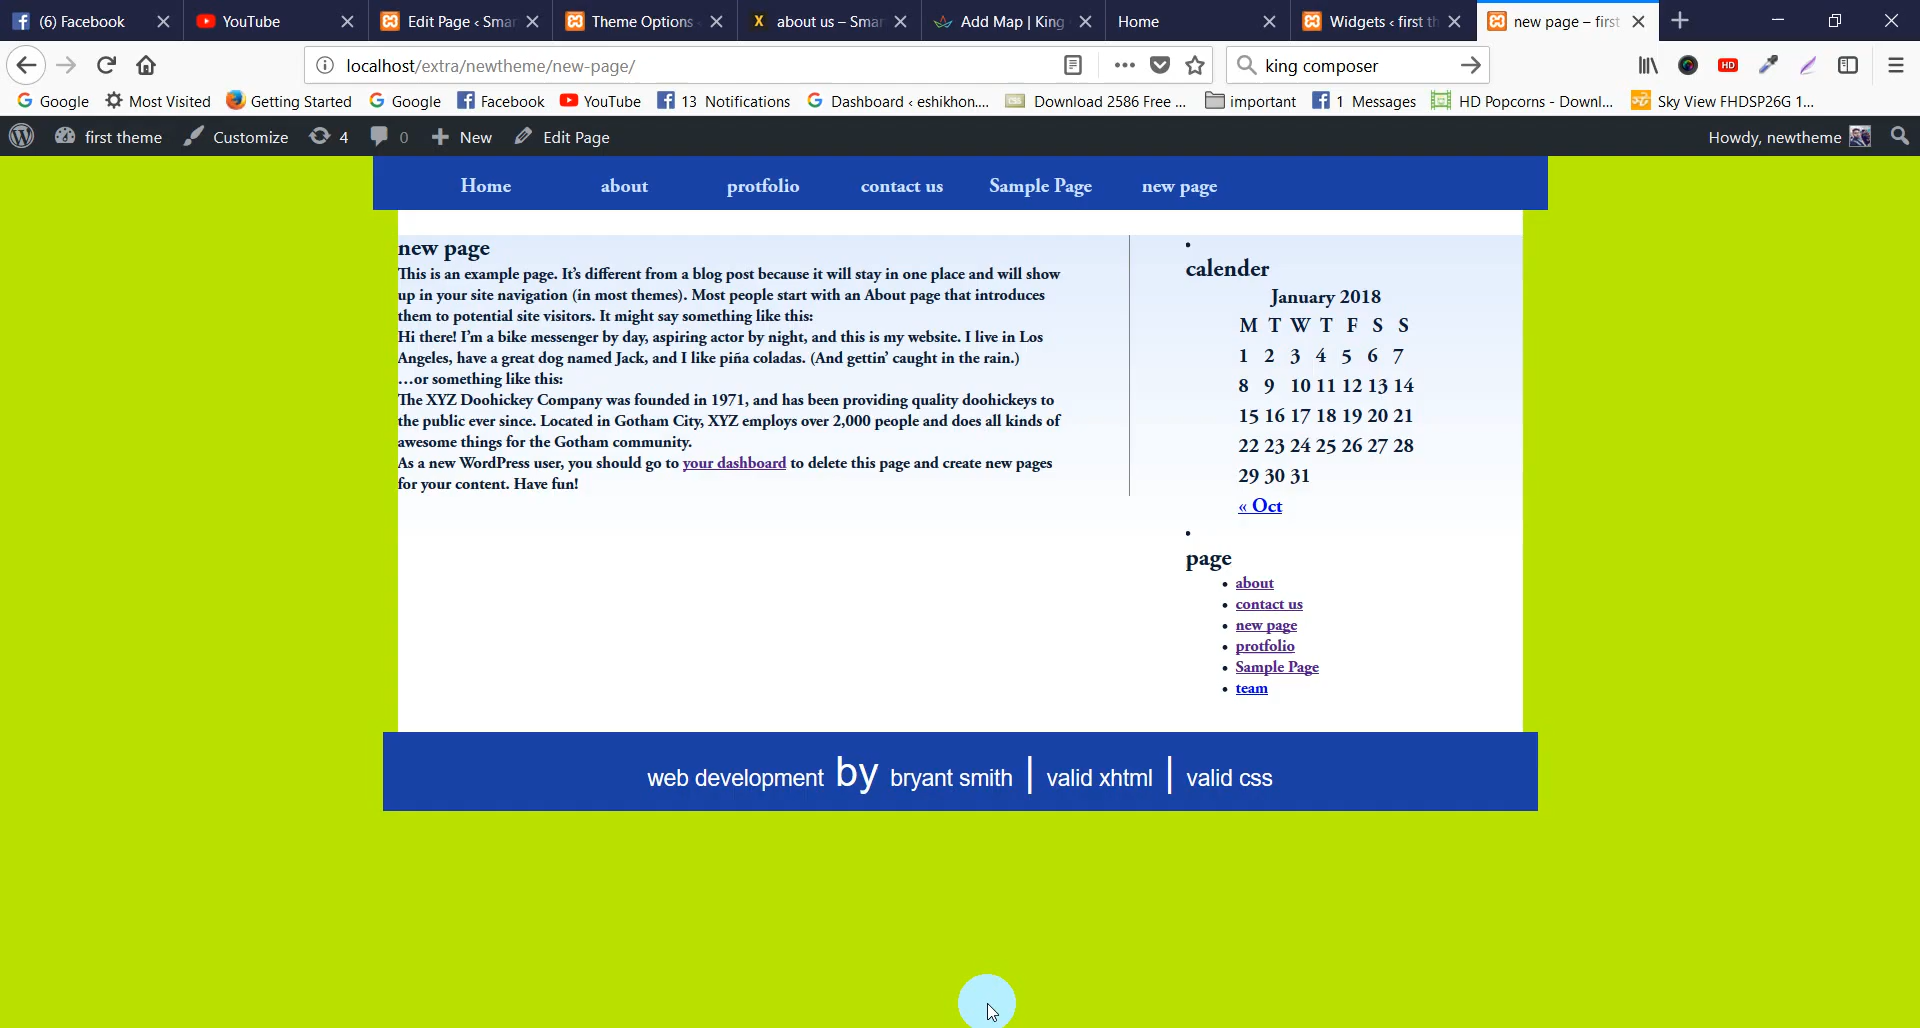 (6) Facebook
YouTube
Edit Page ‹ Smar
Theme Options
X about us – Smar
Add Map | King
Home
Widgets ‹ first th
new page – first
localhost/extra/newtheme/new-page/
king composer
HD
Google
Most Visited
Getting Started
Google
Facebook
YouTube
13 Notifications
Dashboard ‹ eshikhon....
Download 2586 Free ...
important
1 Messages
HD Popcorns - Downl...
Sky View FHDSP26G 1...
first theme
Customize
4
0
New
Edit Page
Howdy, newtheme
Home
about
protfolio
contact us
Sample Page
new page
new page
This is an example page. It’s different from a blog post because it will stay in one place and will show
up in your site navigation (in most themes). Most people start with an About page that introduces
them to potential site visitors. It might say something like this:
Hi there! I’m a bike messenger by day, aspiring actor by night, and this is my website. I live in Los
Angeles, have a great dog named Jack, and I like piña coladas. (And gettin’ caught in the rain.)
…or something like this:
The XYZ Doohickey Company was founded in 1971, and has been providing quality doohickeys to
the public ever since. Located in Gotham City, XYZ employs over 2,000 people and does all kinds of
awesome things for the Gotham community.
As a new WordPress user, you should go to your dashboard to delete this page and create new pages
for your content. Have fun!
calender
January 2018
M T W T F S S
1 2 3 4 5 6 7
8 9 10 11 12 13 14
15 16 17 18 19 20 21
22 23 24 25 26 27 28
29 30 31
« Oct
page
about
contact us
new page
protfolio
Sample Page
team
web development by bryant smith | valid xhtml | valid css